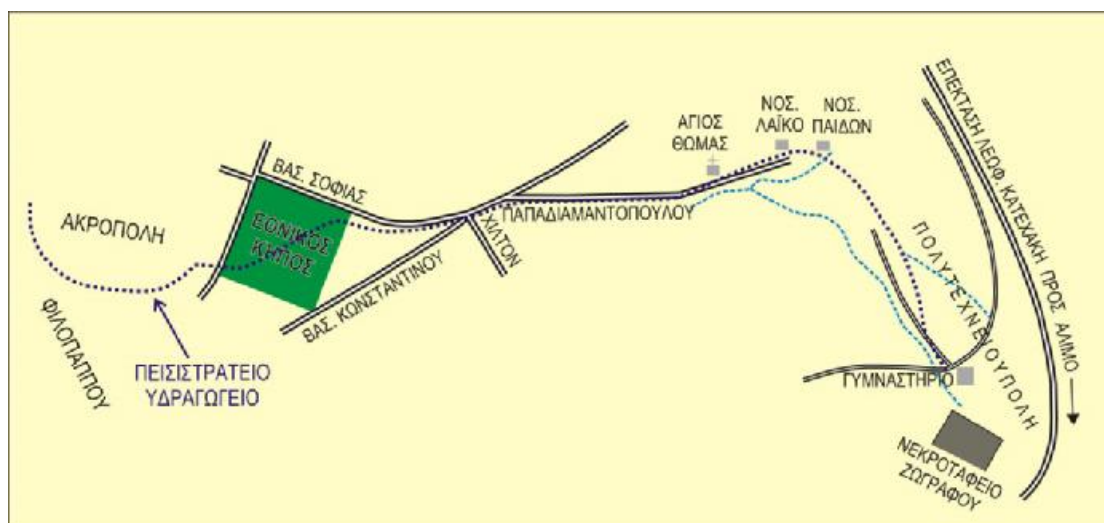 ΑΚΡΟΠΟΛΗ
ΦΙΛΟΠΑΠΠΟΥ
ΠΕΙΣΙΣΤΡΑΤΕΙΟ
ΥΔΡΑΓΩΓΕΙΟ
ΒΑΣ. ΣΟΦΙΑΣ
ΕΘΝΙΚΟΣ
ΚΗΠΟΣ
ΒΑΣ. ΚΩΝΣΤΑΝΤΙΝΟΥ
ΧΙΛΤΟΝ
ΠΑΠΑΔΙΑΜΑΝΤΟΠΟΥΛΟΥ
ΑΓΙΟΣ
ΘΩΜΑΣ
ΝΟΣ.
ΛΑΪΚΟ
ΝΟΣ.
ΠΑΙΔΩΝ
ΕΠΕΚΤΑΣΗ ΛΕΩΦ. ΚΑΤΕΧΑΚΗ ΠΡΟΣ ΑΛΙΜΟ
ΠΟΛΥΤΕΧΝΕΙΟΥΠΟΛΗ
ΓΥΜΝΑΣΤΗΡΙΟ
ΝΕΚΡΟΤΑΦΕΙΟ
ΖΩΓΡΑΦΟΥ